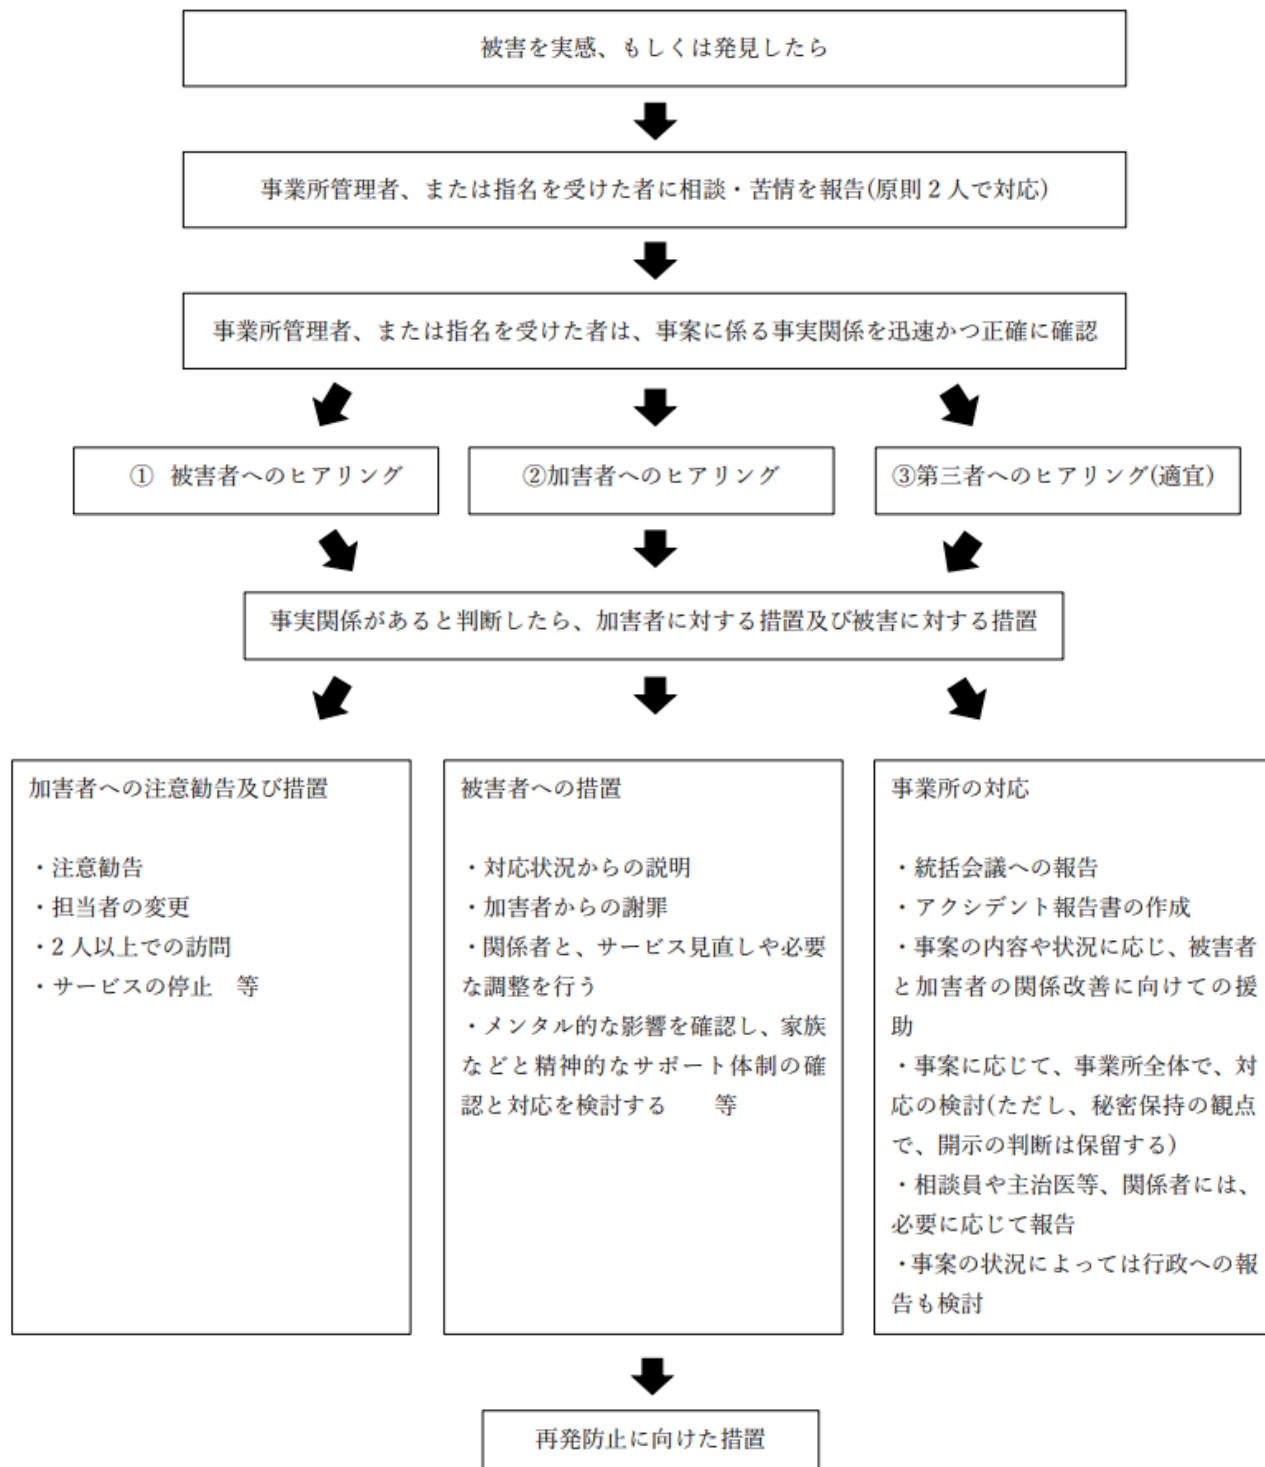 被害を実感、もしくは発見したら
事業所管理者、または指名を受けた者に相談・苦情を報告(原則 2 人で対応)
事業所管理者、または指名を受けた者は、事案に係る事実関係を迅速かつ正確に確認
① 被害者へのヒアリング
②加害者へのヒアリング
③第三者へのヒアリング(適宜)
事実関係があると判断したら、加害者に対する措置及び被害に対する措置
加害者への注意勧告及び措置
・注意勧告
・担当者の変更
・2 人以上での訪問
・サービスの停止　等
被害者への措置
・対応状況からの説明
・加害者からの謝罪
・関係者と、サービス見直しや必要
な調整を行う
・メンタル的な影響を確認し、家族
などと精神的なサポート体制の確
認と対応を検討する　　等
事業所の対応
・統括会議への報告
・アクシデント報告書の作成
・事案の内容や状況に応じ、被害者
と加害者の関係改善に向けての援
助
・事案に応じて、事業所全体で、対
応の検討(ただし、秘密保持の観点
で、開示の判断は保留する)
・相談員や主治医等、関係者には、
必要に応じて報告
・事案の状況によっては行政への報
告も検討
再発防止に向けた措置